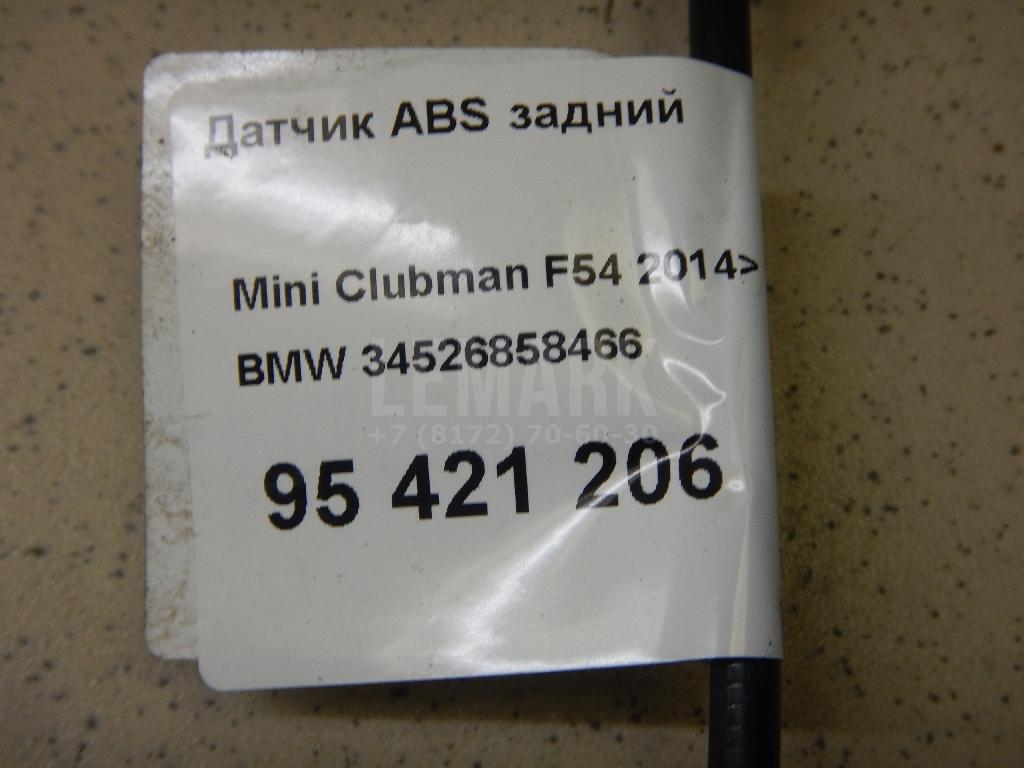 Датчик ABS задний
Mini Clubman F54 2014>
BMW 34526858466
LEMARK
+7 (8172) 70-60-30
95 421 206